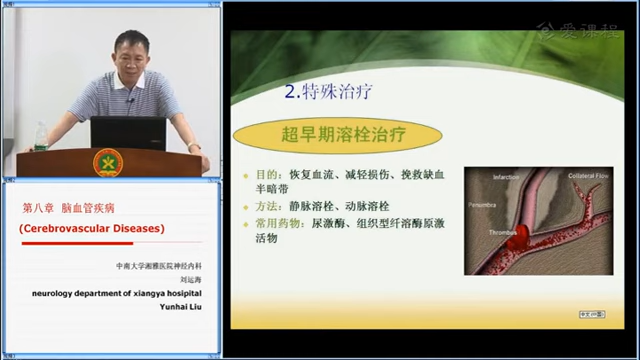 爱课程
2.特殊治疗
超早期溶栓治疗
目的：恢复血流、减轻损伤、挽救缺血
半暗带
方法：静脉溶栓、动脉溶栓
常用药物：尿激酶、组织型纤溶酶原激
活物
Infarction
Collateral Flow
Penumbra
Thrombus
第八章 脑血管疾病
(Cerebrovascular Diseases)
中南大学湘雅医院神经内科
刘运海
neurology department of xiangya hosipital
Yunhai Liu